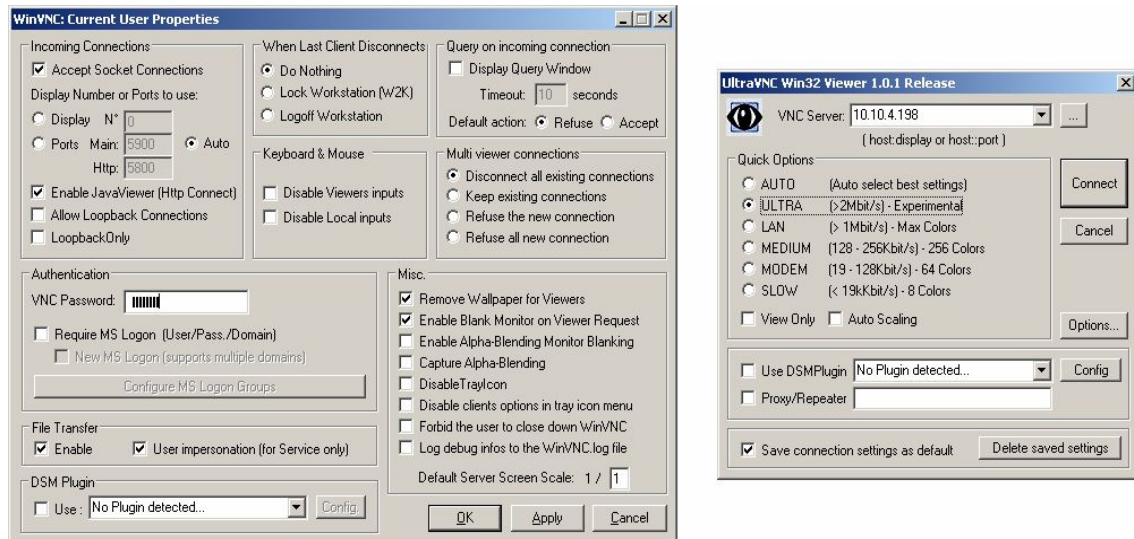 WinVNC: Current User Properties
Incoming Connections
Accept Socket Connections
Display Number or Ports to use:
Display N° 0
Ports Main: 5900 Auto
Http: 5800
Enable JavaViewer (Http Connect)
Allow Loopback Connections
LoopbackOnly
When Last Client Disconnects
Do Nothing
Lock Workstation (W2K)
Logoff Workstation
Keyboard & Mouse
Disable Viewers inputs
Disable Local inputs
Query on incoming connection
Display Query Window
Timeout: 10 seconds
Default action: Refuse Accept
Multi viewer connections
Disconnect all existing connections
Keep existing connections
Refuse the new connection
Refuse all new connection
Authentication
VNC Password:
Require MS Logon (User/Pass./Domain)
New MS Logon (supports multiple domains)
Configure MS Logon Groups
File Transfer
Enable User impersonation (for Service only)
DSM Plugin
Use : No Plugin detected... Config.
Misc.
Remove Wallpaper for Viewers
Enable Blank Monitor on Viewer Request
Enable Alpha-Blending Monitor Blanking
Capture Alpha-Blending
DisableTrayIcon
Disable clients options in tray icon menu
Forbid the user to close down WinVNC
Log debug infos to the WinVNC.log file
Default Server Screen Scale: 1 / 1
OK Apply Cancel
UltraVNC Win32 Viewer 1.0.1 Release
VNC Server: 10.10.4.198 ...
( host:display or host::port )
Quick Options
AUTO (Auto select best settings)
ULTRA (>2Mbit/s) - Experimental
LAN (> 1Mbit/s) - Max Colors
MEDIUM (128 - 256Kbit/s) - 256 Colors
MODEM (19 - 128Kbit/s) - 64 Colors
SLOW (< 19kKbit/s) - 8 Colors
View Only Auto Scaling
Connect
Cancel
Options...
Use DSMPlugin No Plugin detected... Config
Proxy/Repeater
Save connection settings as default Delete saved settings